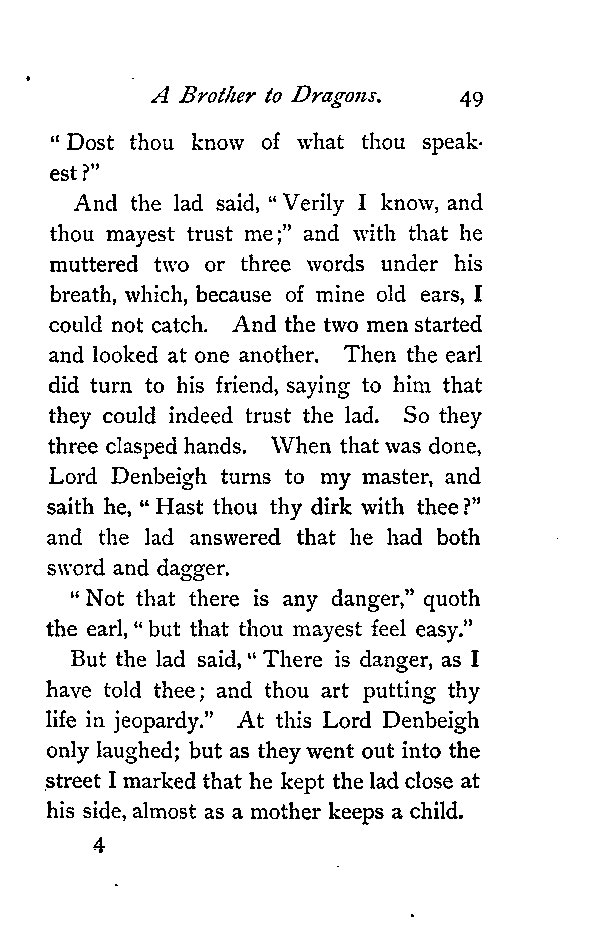 A Brother to Dragons. 49
“ Dost thou know of what thou speak-
est ?”
And the lad said, “ Verily I know, and
thou mayest trust me ;” and with that he
muttered two or three words under his
breath, which, because of mine old ears, I
could not catch. And the two men started
and looked at one another. Then the earl
did turn to his friend, saying to him that
they could indeed trust the lad. So they
three clasped hands. When that was done,
Lord Denbeigh turns to my master, and
saith he, “ Hast thou thy dirk with thee ?”
and the lad answered that he had both
sword and dagger.
“ Not that there is any danger,” quoth
the earl, “ but that thou mayest feel easy.”
But the lad said, “ There is danger, as I
have told thee ; and thou art putting thy
life in jeopardy.” At this Lord Denbeigh
only laughed; but as they went out into the
street I marked that he kept the lad close at
his side, almost as a mother keeps a child.
4